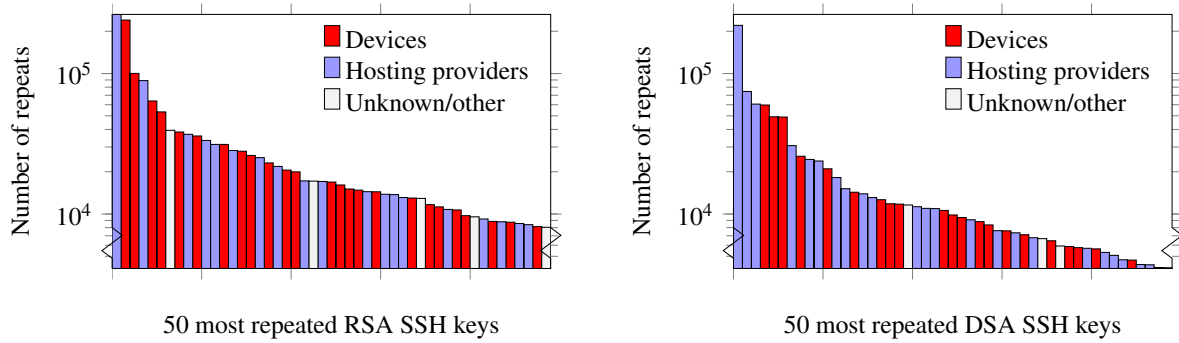 Number of repeats
10^5
10^4
Devices
Hosting providers
Unknown/other
50 most repeated RSA SSH keys
Number of repeats
10^5
10^4
Devices
Hosting providers
Unknown/other
50 most repeated DSA SSH keys